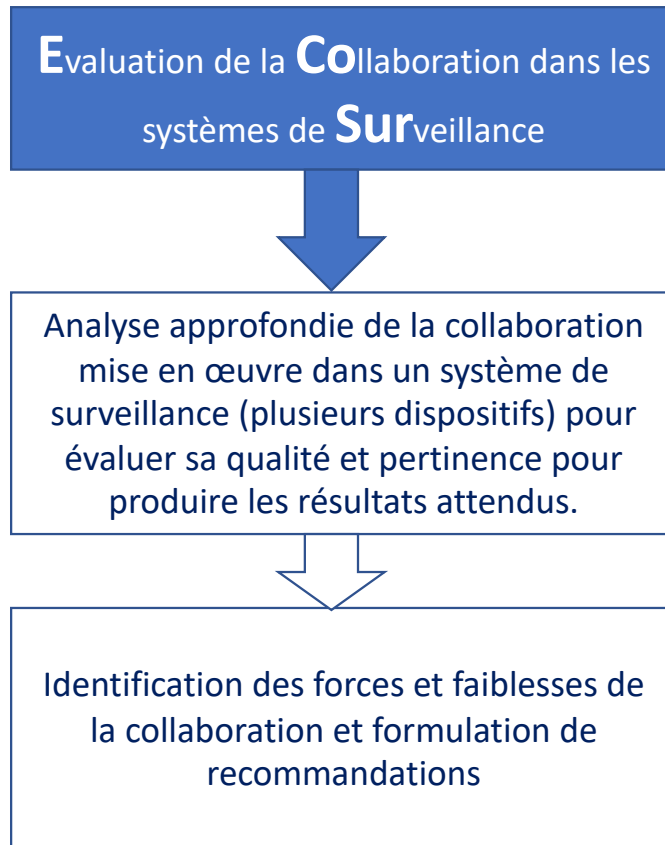 Evaluation de la Collaboration dans les
systèmes de Surveillance
Analyse approfondie de la collaboration
mise en œuvre dans un système de
surveillance (plusieurs dispositifs) pour
évaluer sa qualité et pertinence pour
produire les résultats attendus.
Identification des forces et faiblesses de
la collaboration et formulation de
recommandations